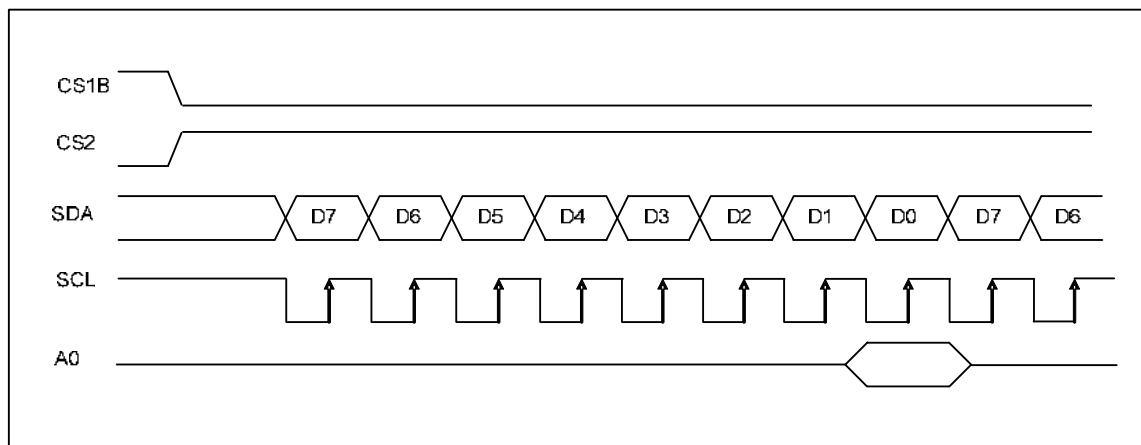 CS1B
CS2
SDA D7 D6 D5 D4 D3 D2 D1 D0 D7 D6
SCL
A0